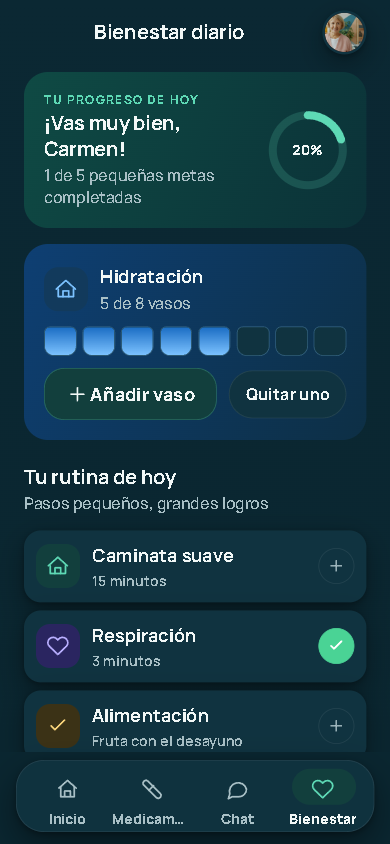 Bienestar diario
TU PROGRESO DE HOY
¡Vas muy bien,
Carmen!
1 de 5 pequeñas metas
completadas
20%
Hidratación
5 de 8 vasos
+ Añadir vaso
Quitar uno
Tu rutina de hoy
Pasos pequeños, grandes logros
Caminata suave
15 minutos
Respiración
3 minutos
Alimentación
Fruta con el desayuno
Inicio
Medicam...
Chat
Bienestar